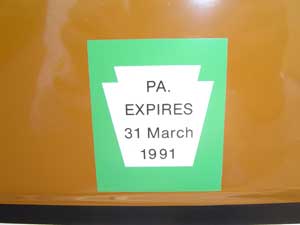 PA.
EXPIRES
31 March
1991